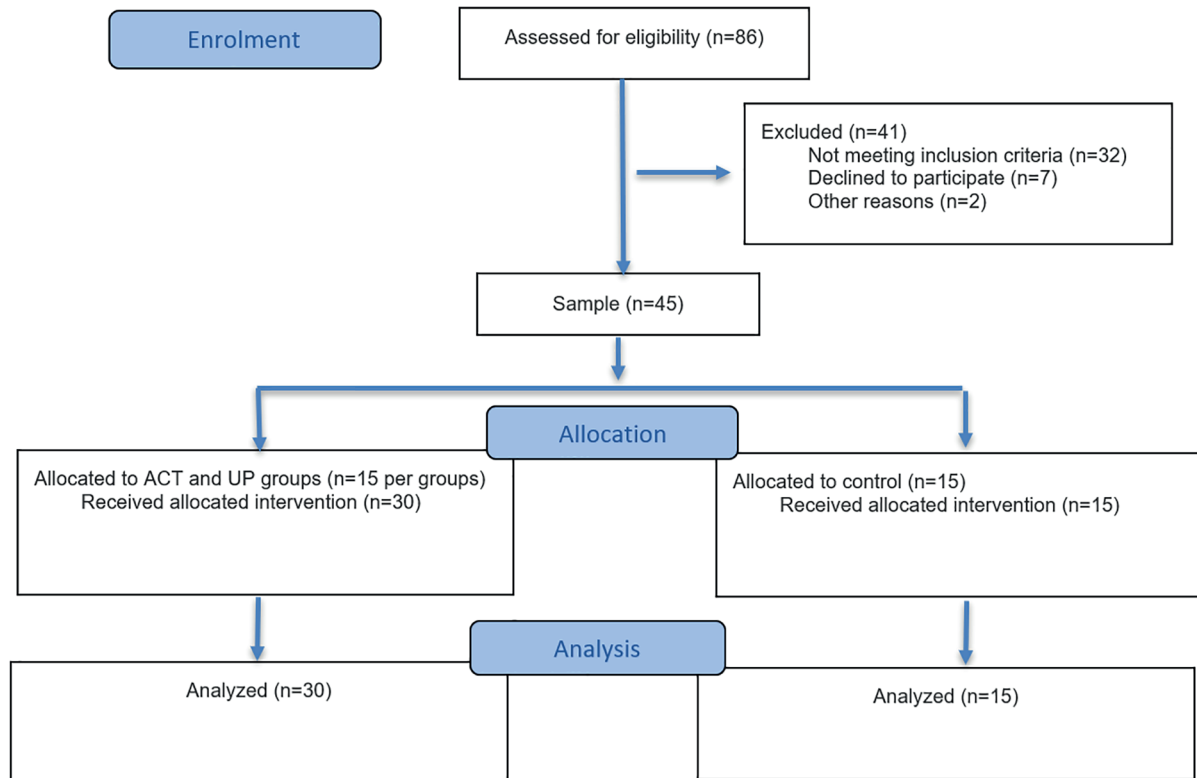 Enrolment
Assessed for eligibility (n=86)
Excluded (n=41)
Not meeting inclusion criteria (n=32)
Declined to participate (n=7)
Other reasons (n=2)
Sample (n=45)
Allocation
Allocated to ACT and UP groups (n=15 per groups)
Received allocated intervention (n=30)
Allocated to control (n=15)
Received allocated intervention (n=15)
Analysis
Analyzed (n=30)
Analyzed (n=15)